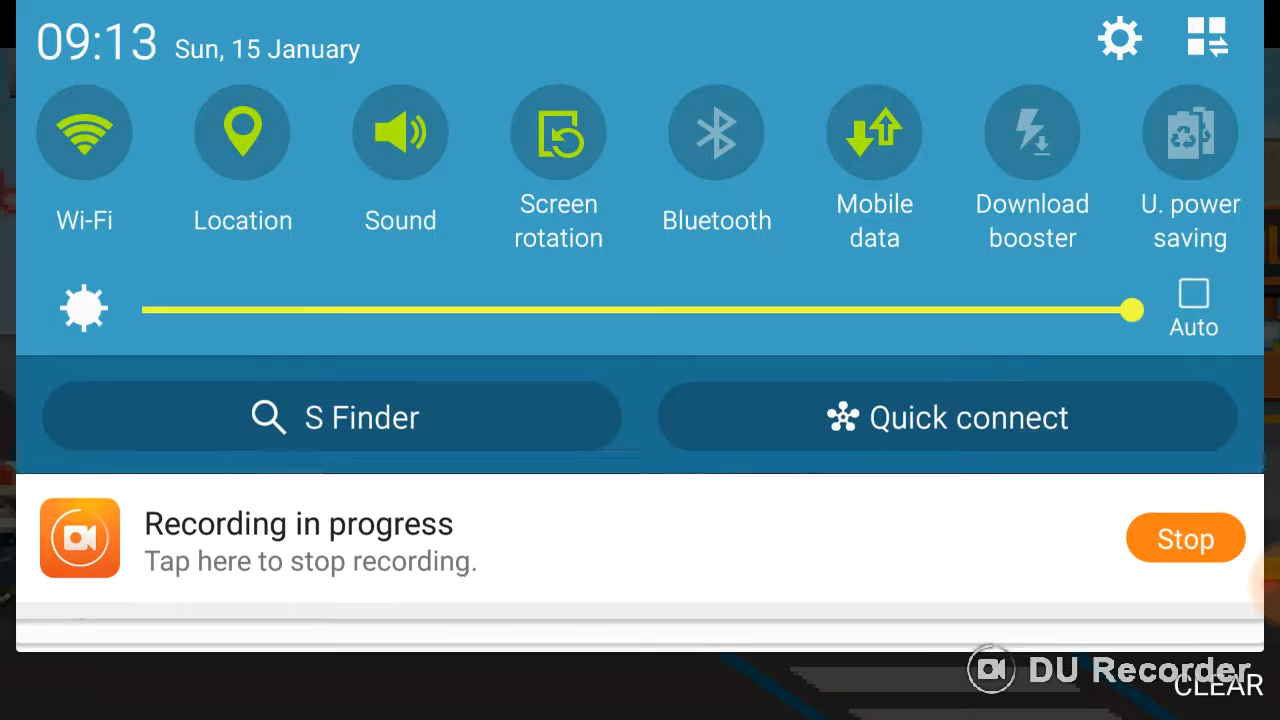 09:13 Sun, 15 January
Wi-Fi
Location
Sound
Screen
rotation
Bluetooth
Mobile
data
Download
booster
U. power
saving
Auto
S Finder
Quick connect
Recording in progress
Tap here to stop recording.
Stop
DU Recorder
CLEAR